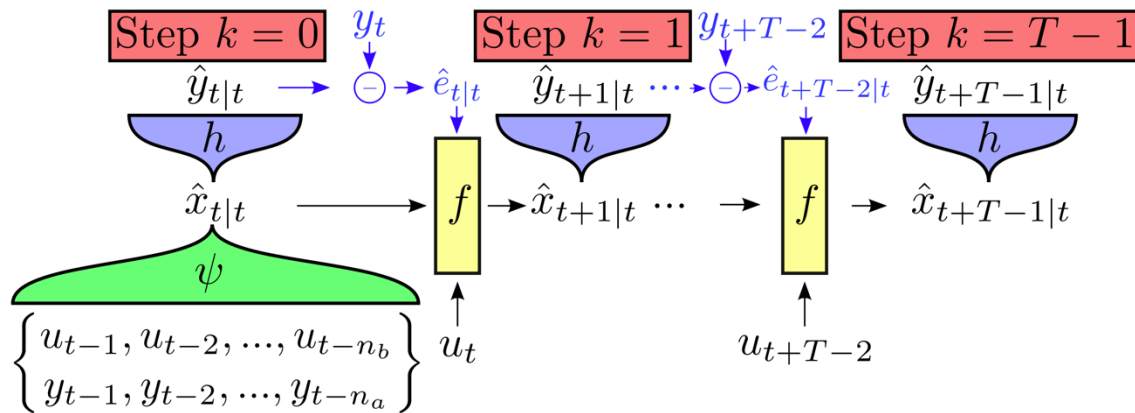 Step k = 0
y_t
Step k = 1
y_{t+T−2}
Step k = T − 1
ŷ_{t|t}
−
ê_{t|t}
ŷ_{t+1|t}
...
−
ê_{t+T−2|t}
ŷ_{t+T−1|t}
h
h
h
x̂_{t|t}
f
x̂_{t+1|t}
...
f
x̂_{t+T−1|t}
ψ
u_{t−1}, u_{t−2}, ..., u_{t−n_b}
y_{t−1}, y_{t−2}, ..., y_{t−n_a}
u_t
u_{t+T−2}